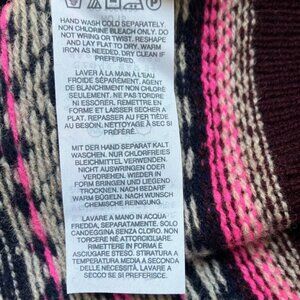 HAND WASH COLD SEPARATELY.
NON CHLORINE BLEACH ONLY. DO
NOT WRING OR TWIST. RESHAPE
AND LAY FLAT TO DRY. WARM
IRON AS NEEDED. DRY CLEAN IF
PREFERRED.
LAVER À LA MAIN À L'EAU
FROIDE SÉPARÉMENT. AGENT
DE BLANCHIMENT NON CHLORÉ
SEULEMENT. NE PAS TORDRE
NI ESSORER. REMETTRE EN
FORME ET LAISSER SÉCHER A
PLAT. REPASSER AU FER TIÈDE
AU BESOIN. NETTOYAGE À SEC SI
PRÉFÉRÉ.
MIT DER HAND SEPARAT KALT
WASCHEN. NUR CHLORFREIES
BLEICHMITTEL VERWENDEN.
NICHT AUSWRINGEN ODER
VERDREHEN. WIEDER IN
FORM BRINGEN UND LIEGEND
TROCKNEN. NACH BEDARF
WARM BÜGELN. NACH WUNSCH
CHEMISCHE REINIGUNG.
LAVARE A MANO IN ACQUA
FREDDA, SEPARATAMENTE. SOLO
CANDEGGINA SENZA CLORO. NON
TORCERE NÉ ATTORCIGLIARE.
RIMETTERE IN FORMA E
ASCIUGARE STESO. STIRATURA A
TEMPERATURA MEDIA A SECONDA
DELLE NECESSITÀ. LAVAGGIO A
SECCO SE SI PREFERISCE.